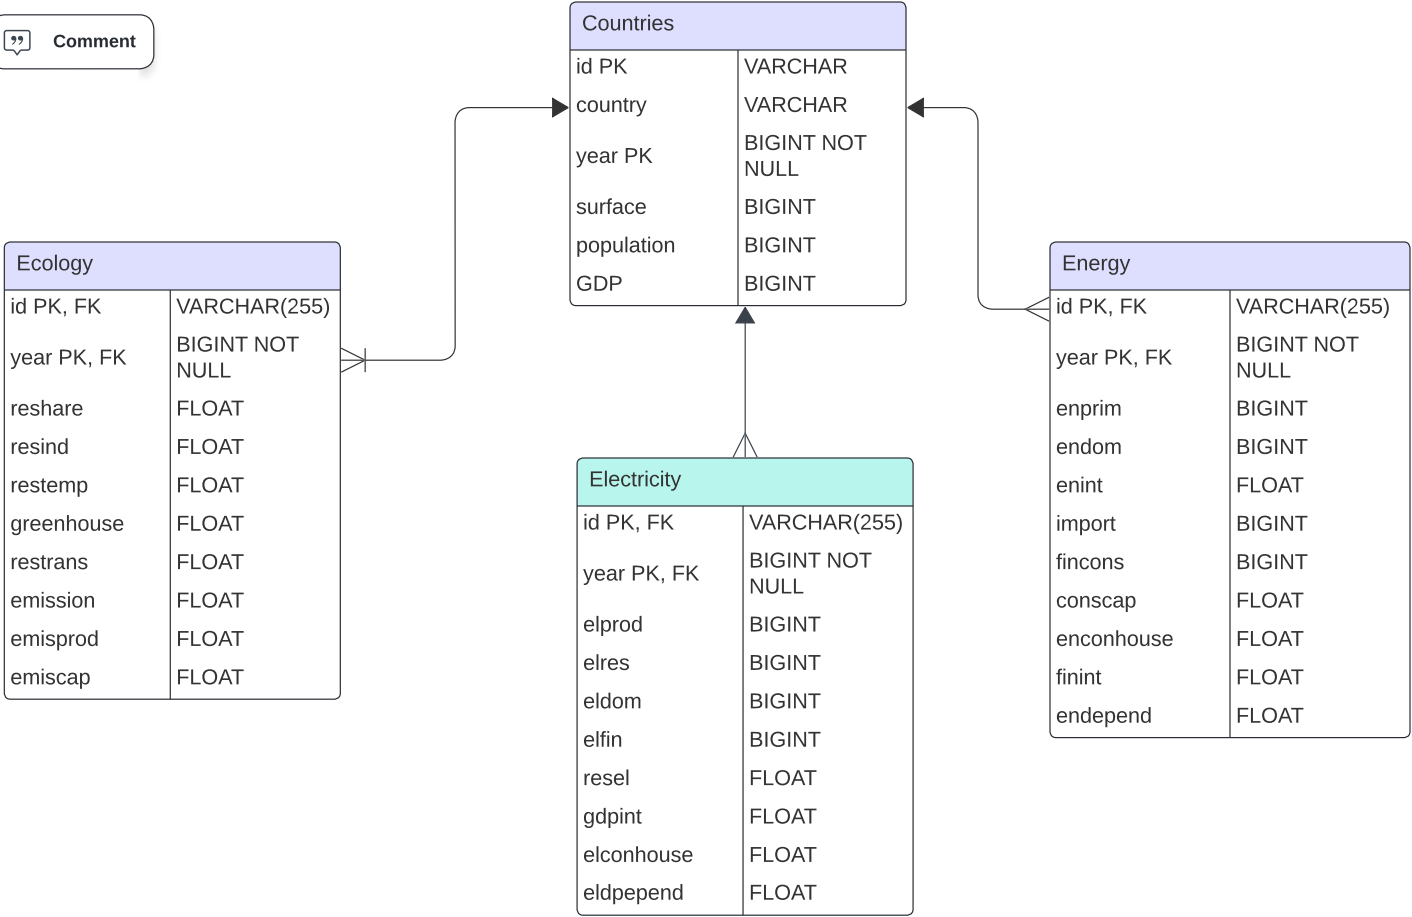 Comment
Countries
id PK VARCHAR
country VARCHAR
year PK BIGINT NOT
NULL
surface BIGINT
population BIGINT
GDP BIGINT
Ecology
id PK, FK VARCHAR(255)
year PK, FK BIGINT NOT
NULL
reshare FLOAT
resind FLOAT
restemp FLOAT
greenhouse FLOAT
restrans FLOAT
emission FLOAT
emisprod FLOAT
emiscap FLOAT
Electricity
id PK, FK VARCHAR(255)
year PK, FK BIGINT NOT
NULL
elprod BIGINT
elres BIGINT
eldom BIGINT
elfin BIGINT
resel FLOAT
gdpint FLOAT
elconhouse FLOAT
eldpepend FLOAT
Energy
id PK, FK VARCHAR(255)
year PK, FK BIGINT NOT
NULL
enprim BIGINT
endom BIGINT
enint FLOAT
import BIGINT
fincons BIGINT
conscap FLOAT
enconhouse FLOAT
finint FLOAT
endepend FLOAT